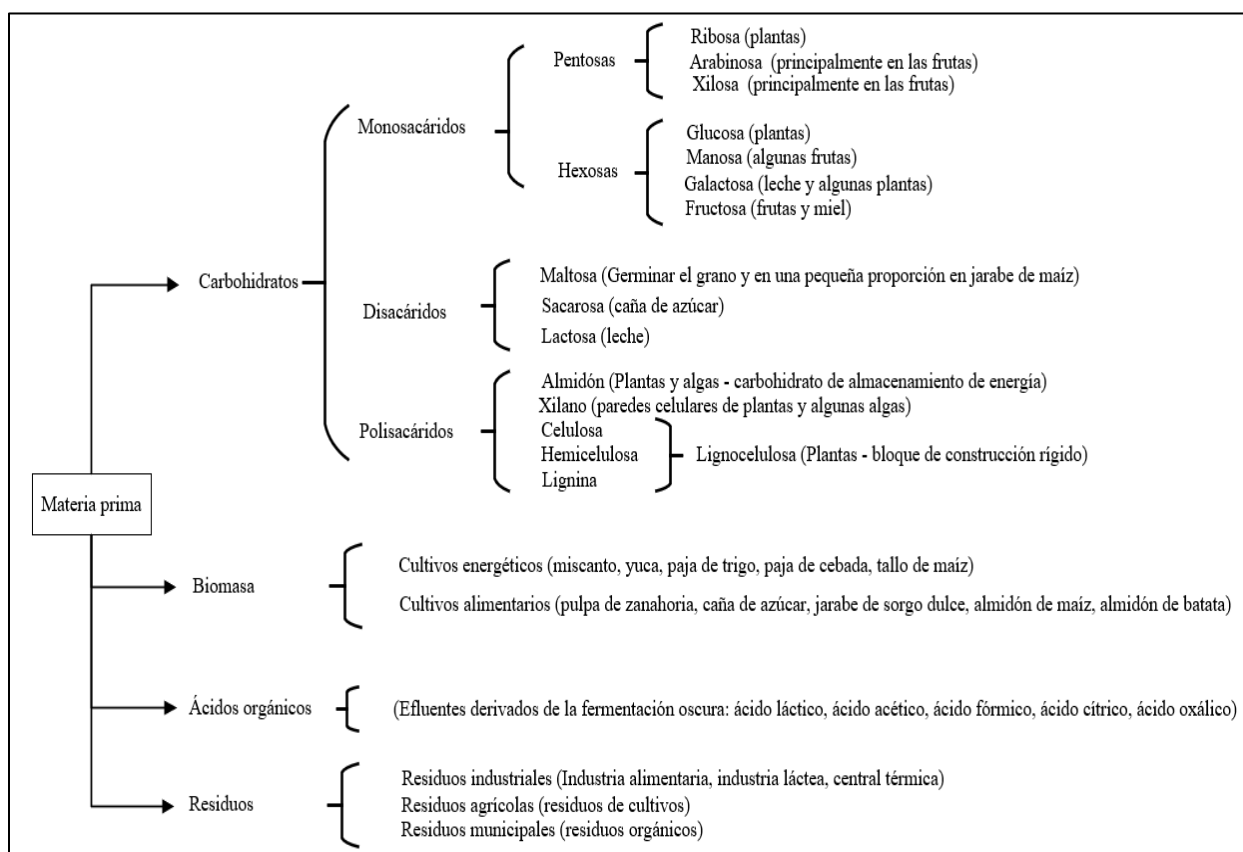 Materia prima
Carbohidratos
Monosacáridos
Pentosas
Ribosa (plantas)
Arabinosa (principalmente en las frutas)
Xilosa (principalmente en las frutas)
Hexosas
Glucosa (plantas)
Manosa (algunas frutas)
Galactosa (leche y algunas plantas)
Fructosa (frutas y miel)
Disacáridos
Maltosa (Germinar el grano y en una pequeña proporción en jarabe de maíz)
Sacarosa (caña de azúcar)
Lactosa (leche)
Polisacáridos
Almidón (Plantas y algas - carbohidrato de almacenamiento de energía)
Xilano (paredes celulares de plantas y algunas algas)
Celulosa
Hemicelulosa
Lignina
Lignocelulosa (Plantas - bloque de construcción rígido)
Biomasa
Cultivos energéticos (miscanto, yuca, paja de trigo, paja de cebada, tallo de maíz)
Cultivos alimentarios (pulpa de zanahoria, caña de azúcar, jarabe de sorgo dulce, almidón de maíz, almidón de batata)
Ácidos orgánicos
(Efluentes derivados de la fermentación oscura: ácido láctico, ácido acético, ácido fórmico, ácido cítrico, ácido oxálico)
Residuos
Residuos industriales (Industria alimentaria, industria láctea, central térmica)
Residuos agrícolas (residuos de cultivos)
Residuos municipales (residuos orgánicos)